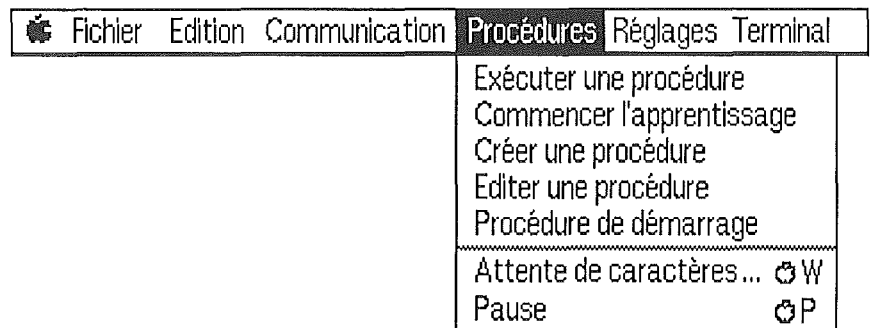 Fichier Edition Communication Procédures Réglages Terminal
Exécuter une procédure
Commencer l'apprentissage
Créer une procédure
Editer une procédure
Procédure de démarrage
Attente de caractères... W
Pause P